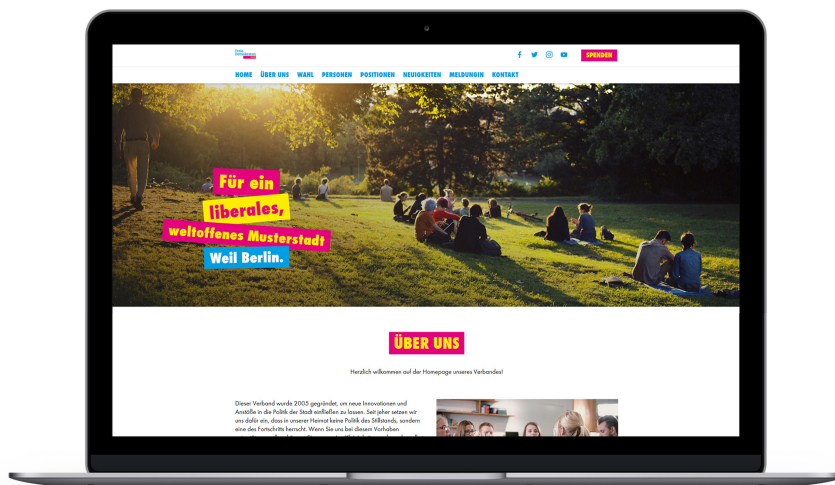 Freie
Demokraten
SPENDEN
HOME ÜBER UNS WAHL PERSONEN POSITIONEN NEUIGKEITEN MELDUNGIN KONTAKT
Für ein
liberales,
weltoffenes Musterstadt
Weil Berlin.
ÜBER UNS
Herzlich willkommen auf der Homepage unseres Verbandes!
Dieser Verband wurde 2005 gegründet, um neue Innovationen und
Anstöße in die Politik der Stadt einfließen zu lassen. Seit jeher setzen wir
uns dafür ein, dass in unserer Heimat keine Politik des Stillstands, sondern
eine des Fortschritts herrscht. Wenn Sie uns bei diesem Vorhaben